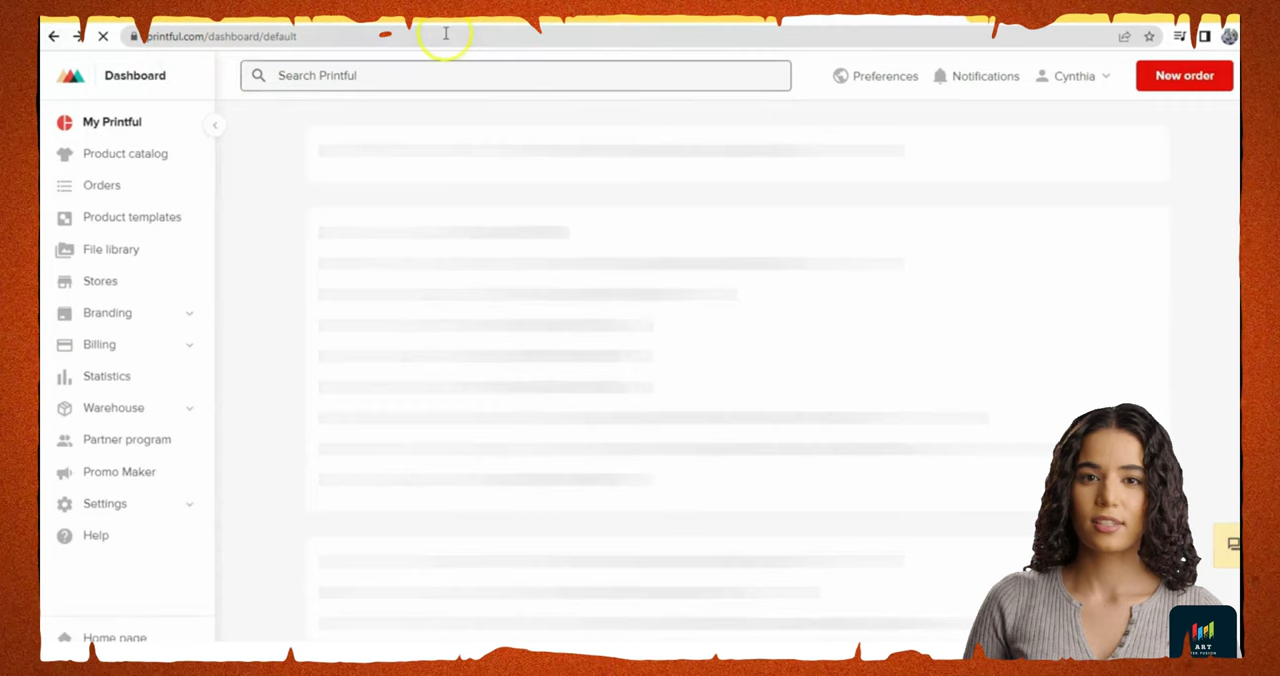 printful.com/dashboard/default
Dashboard
Search Printful
Preferences
Notifications
Cynthia
New order
My Printful
Product catalog
Orders
Product templates
File library
Stores
Branding
Billing
Statistics
Warehouse
Partner program
Promo Maker
Settings
Help
Home page
ART